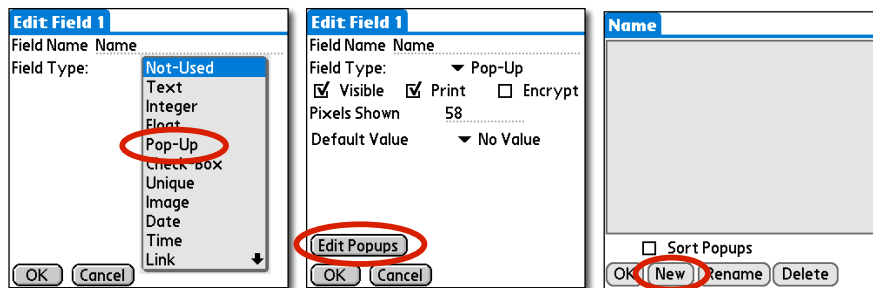 Edit Field 1
Field Name Name
Field Type:
Not-Used
Text
Integer
Float
Pop-Up
Check-Box
Unique
Image
Date
Time
Link
OK Cancel
Edit Field 1
Field Name Name
Field Type: Pop-Up
Visible Print Encrypt
Pixels Shown 58
Default Value No Value
Edit Popups
OK Cancel
Name
Sort Popups
OK New Rename Delete